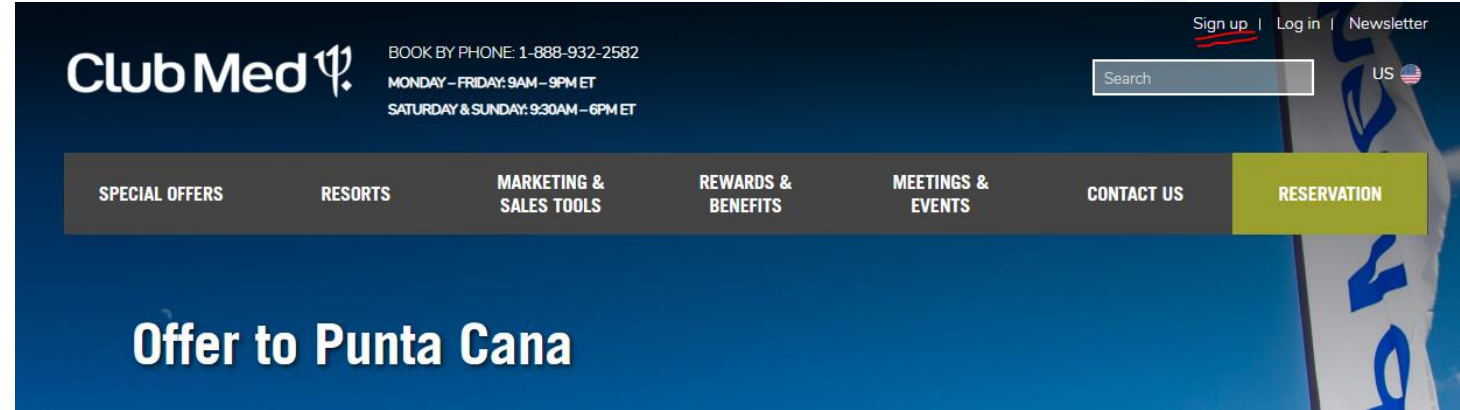 Sign up | Log in | Newsletter
Club Med
BOOK BY PHONE: 1-888-932-2582
MONDAY – FRIDAY: 9AM – 9PM ET
SATURDAY & SUNDAY: 9:30AM – 6PM ET
Search
US
SPECIAL OFFERS
RESORTS
MARKETING &
SALES TOOLS
REWARDS &
BENEFITS
MEETINGS &
EVENTS
CONTACT US
RESERVATION
Offer to Punta Cana